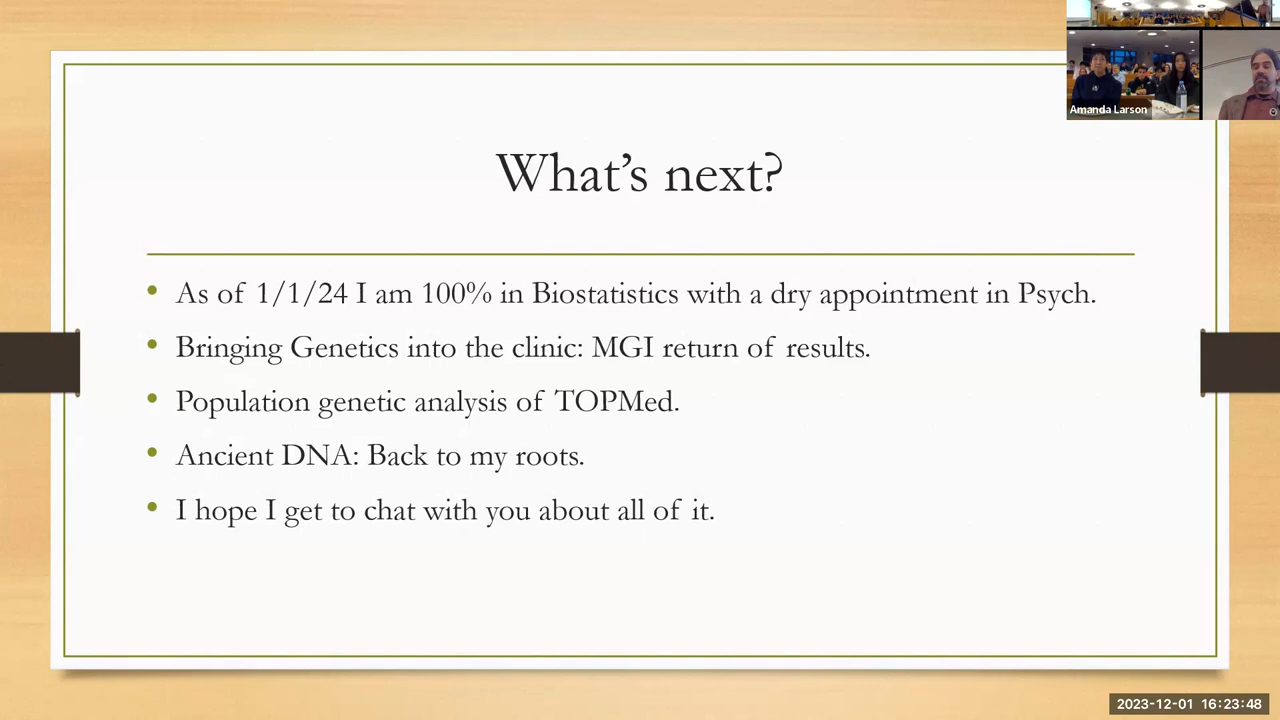 Amanda Larson
What's next?
• As of 1/1/24 I am 100% in Biostatistics with a dry appointment in Psych.
• Bringing Genetics into the clinic: MGI return of results.
• Population genetic analysis of TOPMed.
• Ancient DNA: Back to my roots.
• I hope I get to chat with you about all of it.
2023-12-01 16:23:48